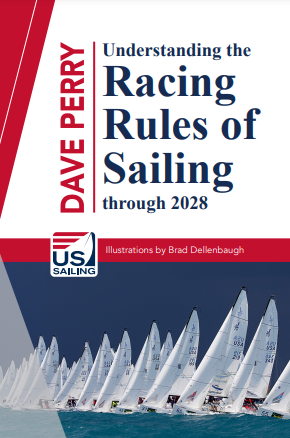 DAVE PERRY
Understanding the
Racing
Rules of
Sailing
through 2028
Illustrations by Brad Dellenbaugh
US
SAILING